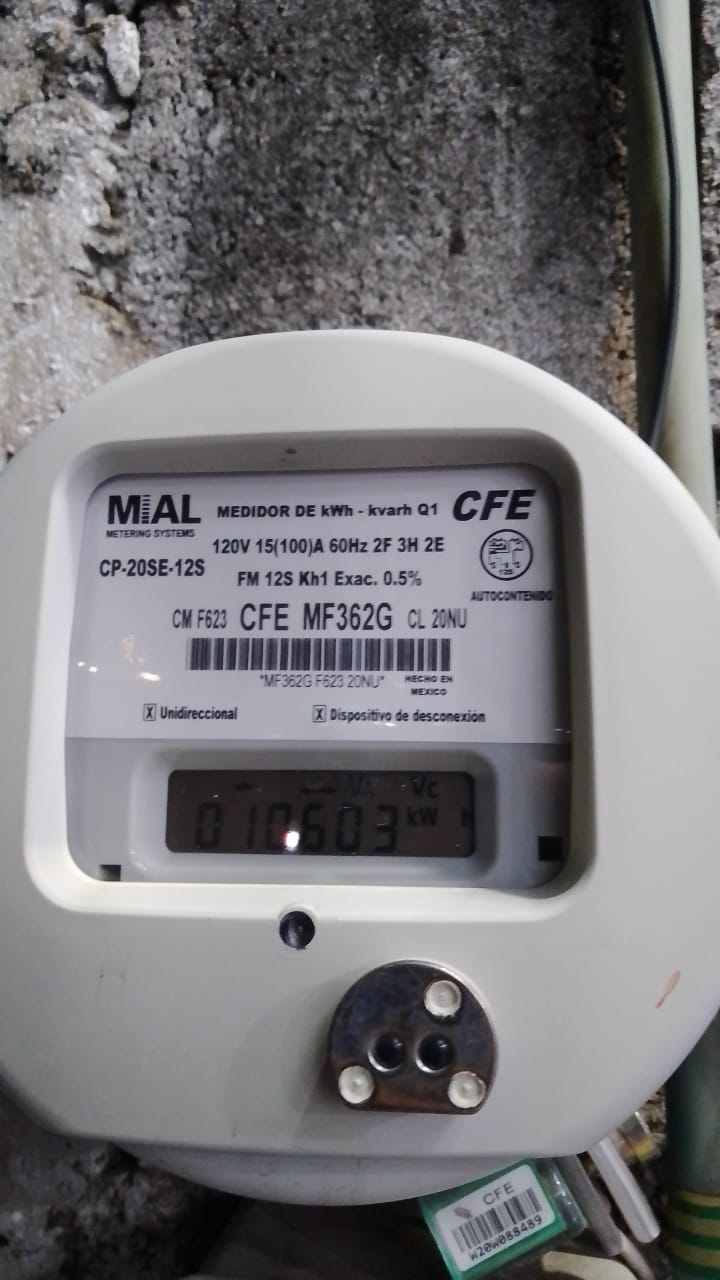 MIAL
METERING SYSTEMS
MEDIDOR DE kWh - kvarh Q1
CFE
120V 15(100)A 60Hz 2F 3H 2E
CP-20SE-12S
FM 12S Kh1 Exac. 0.5%
AUTOCONTENIDO
CM F623 CFE MF362G CL 20NU
*MF362G F623 20NU*
HECHO EN
MEXICO
X Unidireccional
X Dispositivo de desconexión
VA VC
010603 kW h
CFE
W20W088489